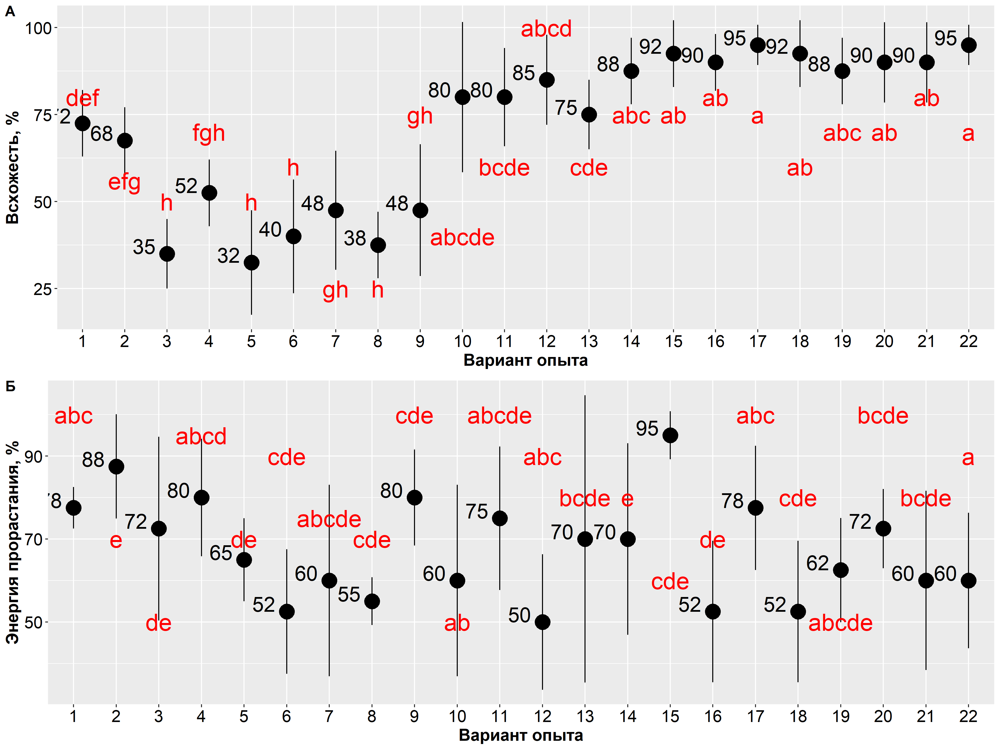 А
Всхожесть, %
100
75
50
25
abcd
95 92 95
92 90 88 90 90
88
85
80 80
def
ab ab
72
75
gh
abc ab a
68
fgh
abc ab a
h
bcde cde ab
efg
52
h h
48 48
40
abcde
35
38
32
gh h
1 2 3 4 5 6 7 8 9 10 11 12 13 14 15 16 17 18 19 20 21 22
Вариант опыта
Б
Энергия прорастания, %
90
70
50
abc cde abcde abc bcde
95
abcd
88
cde abc a
78 80 80 78
bcde e cde bcde
72 75 72
abcde
70 70
e de cde de
65
62
60 60 60 60
cde
55
52 52 52
50
de ab abcde
1 2 3 4 5 6 7 8 9 10 11 12 13 14 15 16 17 18 19 20 21 22
Вариант опыта